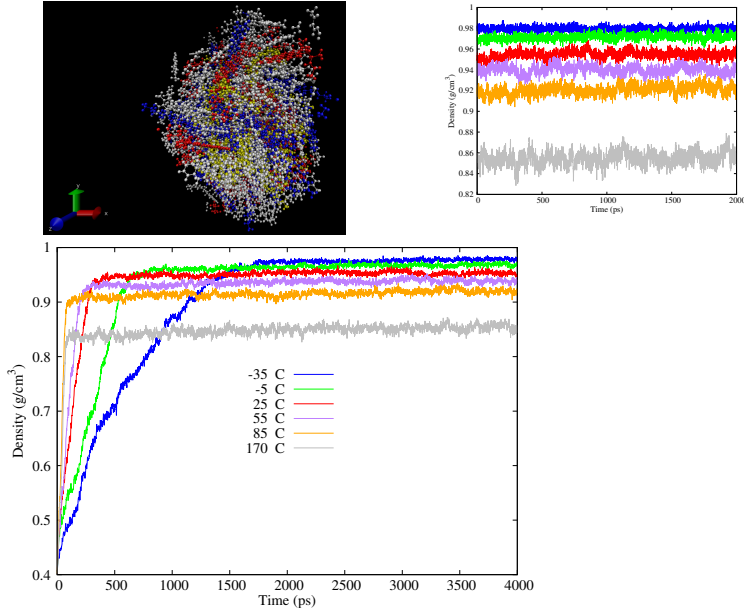 y
z
x
1
0.98
0.96
0.94
0.92
0.9
0.88
0.86
0.84
0.82
Density (g/cm³)
0 500 1000 1500 2000
Time (ps)
1
0.9
0.8
0.7
0.6
0.5
0.4
Density (g/cm³)
-35 C
-5 C
25 C
55 C
85 C
170 C
0 500 1000 1500 2000 2500 3000 3500 4000
Time (ps)